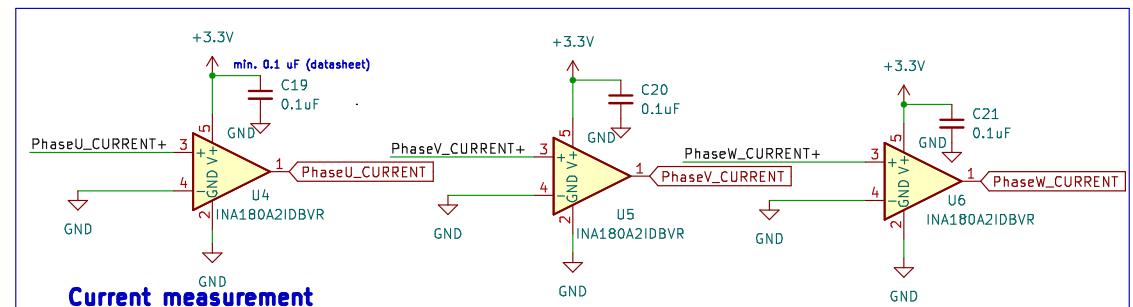 +3.3V
min. 0.1 uF (datasheet)
C19
0.1uF
GND
5
PhaseU_CURRENT+
3
+
V+
GND
1
PhaseU_CURRENT
4
-
2
U4
INA180A2IDBVR
GND
GND
+3.3V
C20
0.1uF
GND
5
PhaseV_CURRENT+
3
+
V+
GND
1
PhaseV_CURRENT
4
-
2
U5
INA180A2IDBVR
GND
GND
+3.3V
C21
0.1uF
GND
5
PhaseW_CURRENT+
3
+
V+
GND
1
PhaseW_CURRENT
4
-
2
U6
INA180A2IDBVR
GND
GND
Current measurement